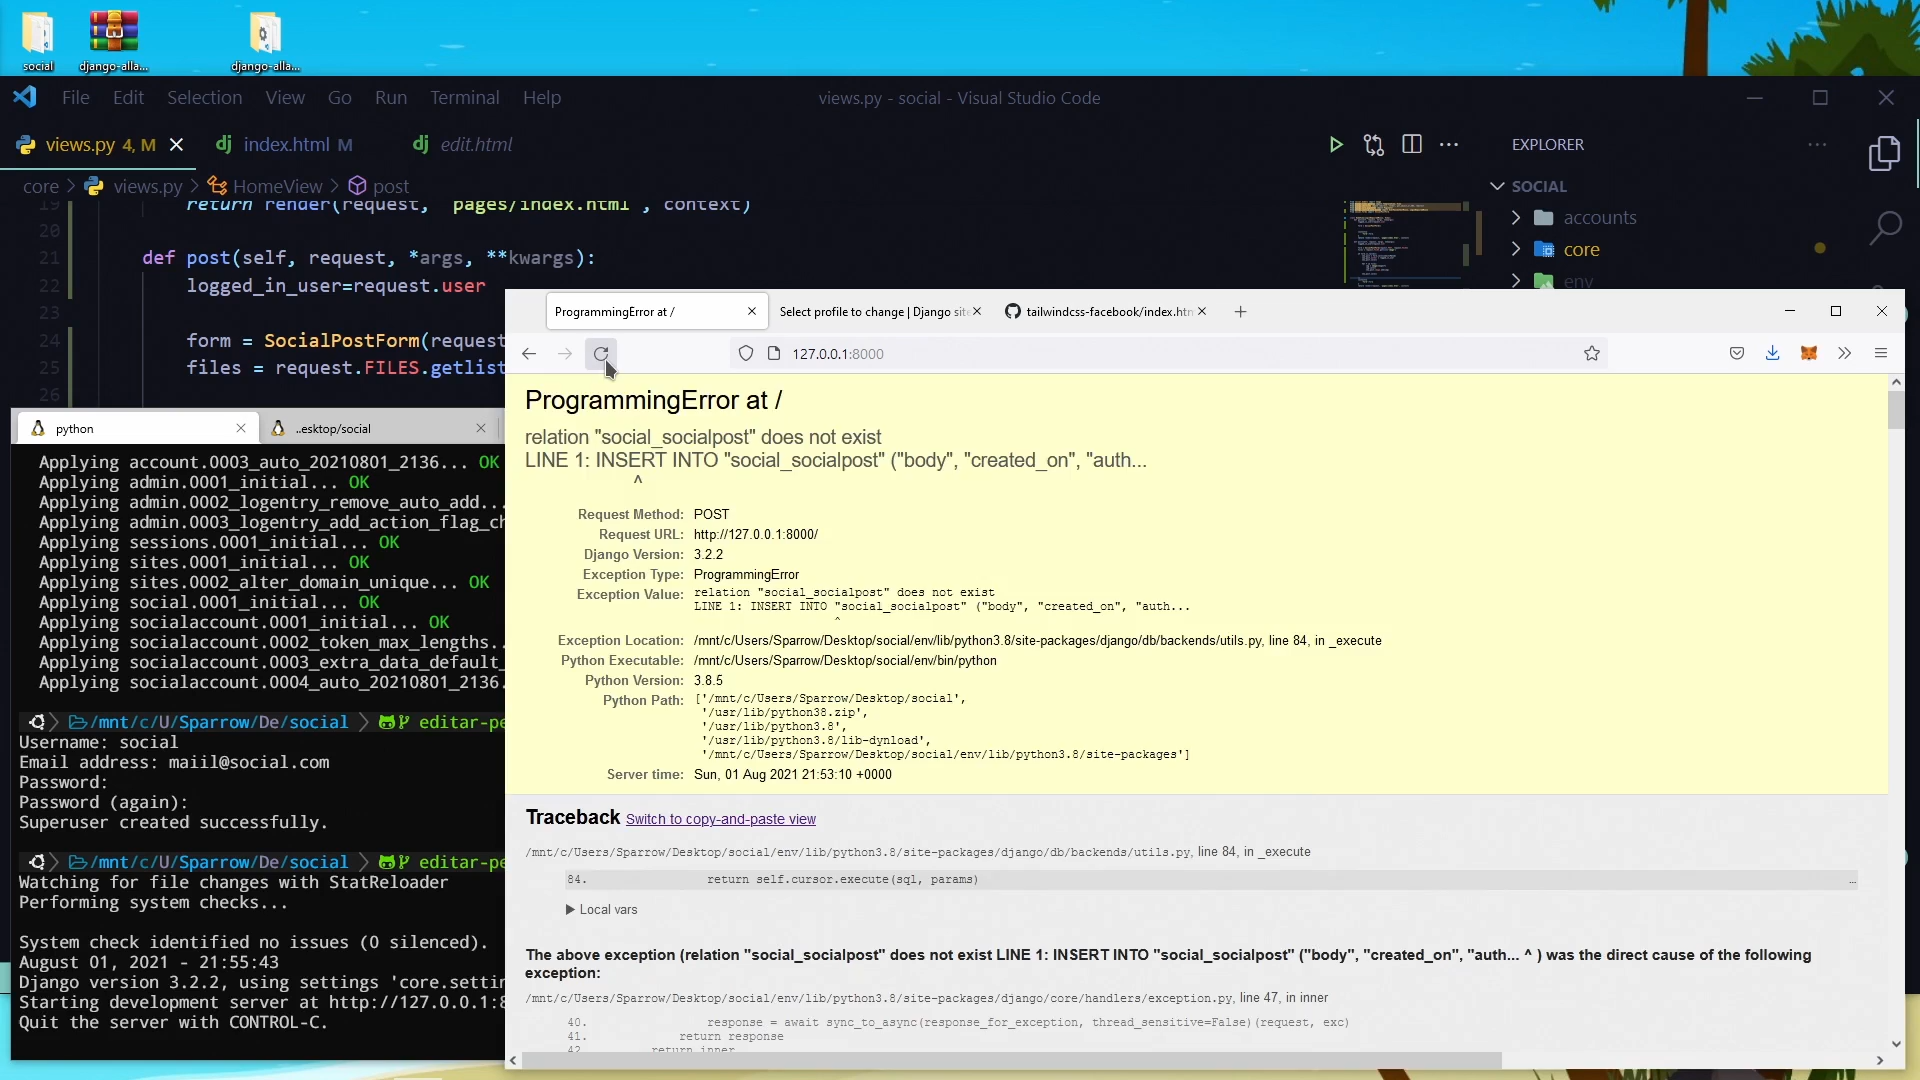 social
django-alla...
django-alla...
File Edit Selection View Go Run Terminal Help
views.py - social - Visual Studio Code
views.py 4, M
index.html M
edit.html
EXPLORER
core > views.py > HomeView > post
SOCIAL
accounts
core
env
19 return render(request, 'pages/index.html', context)
20
21 def post(self, request, *args, **kwargs):
22 logged_in_user=request.user
23
24 form = SocialPostForm(request
25 files = request.FILES.getlist
26
python
..esktop/social
Applying account.0003_auto_20210801_2136... OK
Applying admin.0001_initial... OK
Applying admin.0002_logentry_remove_auto_add...
Applying admin.0003_logentry_add_action_flag_ch
Applying sessions.0001_initial... OK
Applying sites.0001_initial... OK
Applying sites.0002_alter_domain_unique... OK
Applying social.0001_initial... OK
Applying socialaccount.0001_initial... OK
Applying socialaccount.0002_token_max_lengths..
Applying socialaccount.0003_extra_data_default_
Applying socialaccount.0004_auto_20210801_2136.
/mnt/c/U/Sparrow/De/social > editar-pe
Username: social
Email address: maiil@social.com
Password:
Password (again):
Superuser created successfully.
/mnt/c/U/Sparrow/De/social > editar-pe
Watching for file changes with StatReloader
Performing system checks...
System check identified no issues (0 silenced).
August 01, 2021 - 21:55:43
Django version 3.2.2, using settings 'core.settin
Starting development server at http://127.0.0.1:8
Quit the server with CONTROL-C.
ProgrammingError at /
Select profile to change | Django sit
tailwindcss-facebook/index.htm
127.0.0.1:8000
ProgrammingError at /
relation "social_socialpost" does not exist
LINE 1: INSERT INTO "social_socialpost" ("body", "created_on", "auth...
^
Request Method: POST
Request URL: http://127.0.0.1:8000/
Django Version: 3.2.2
Exception Type: ProgrammingError
Exception Value: relation "social_socialpost" does not exist
LINE 1: INSERT INTO "social_socialpost" ("body", "created_on", "auth...
^
Exception Location: /mnt/c/Users/Sparrow/Desktop/social/env/lib/python3.8/site-packages/django/db/backends/utils.py, line 84, in _execute
Python Executable: /mnt/c/Users/Sparrow/Desktop/social/env/bin/python
Python Version: 3.8.5
Python Path: ['/mnt/c/Users/Sparrow/Desktop/social',
'/usr/lib/python38.zip',
'/usr/lib/python3.8',
'/usr/lib/python3.8/lib-dynload',
'/mnt/c/Users/Sparrow/Desktop/social/env/lib/python3.8/site-packages']
Server time: Sun, 01 Aug 2021 21:53:10 +0000
Traceback Switch to copy-and-paste view
/mnt/c/Users/Sparrow/Desktop/social/env/lib/python3.8/site-packages/django/db/backends/utils.py, line 84, in _execute
84. return self.cursor.execute(sql, params) …
▶ Local vars
The above exception (relation "social_socialpost" does not exist LINE 1: INSERT INTO "social_socialpost" ("body", "created_on", "auth... ^ ) was the direct cause of the following
exception:
/mnt/c/Users/Sparrow/Desktop/social/env/lib/python3.8/site-packages/django/core/handlers/exception.py, line 47, in inner
40. response = await sync_to_async(response_for_exception, thread_sensitive=False)(request, exc)
41. return response
42. return inner